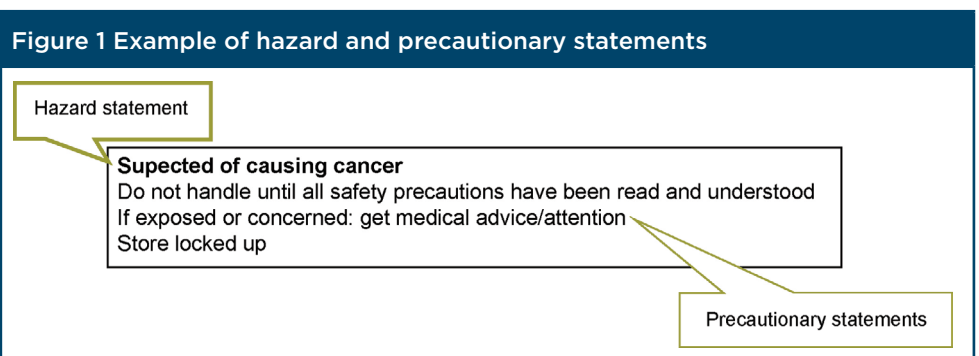 Figure 1 Example of hazard and precautionary statements
Hazard statement
Supected of causing cancer
Do not handle until all safety precautions have been read and understood
If exposed or concerned: get medical advice/attention
Store locked up
Precautionary statements